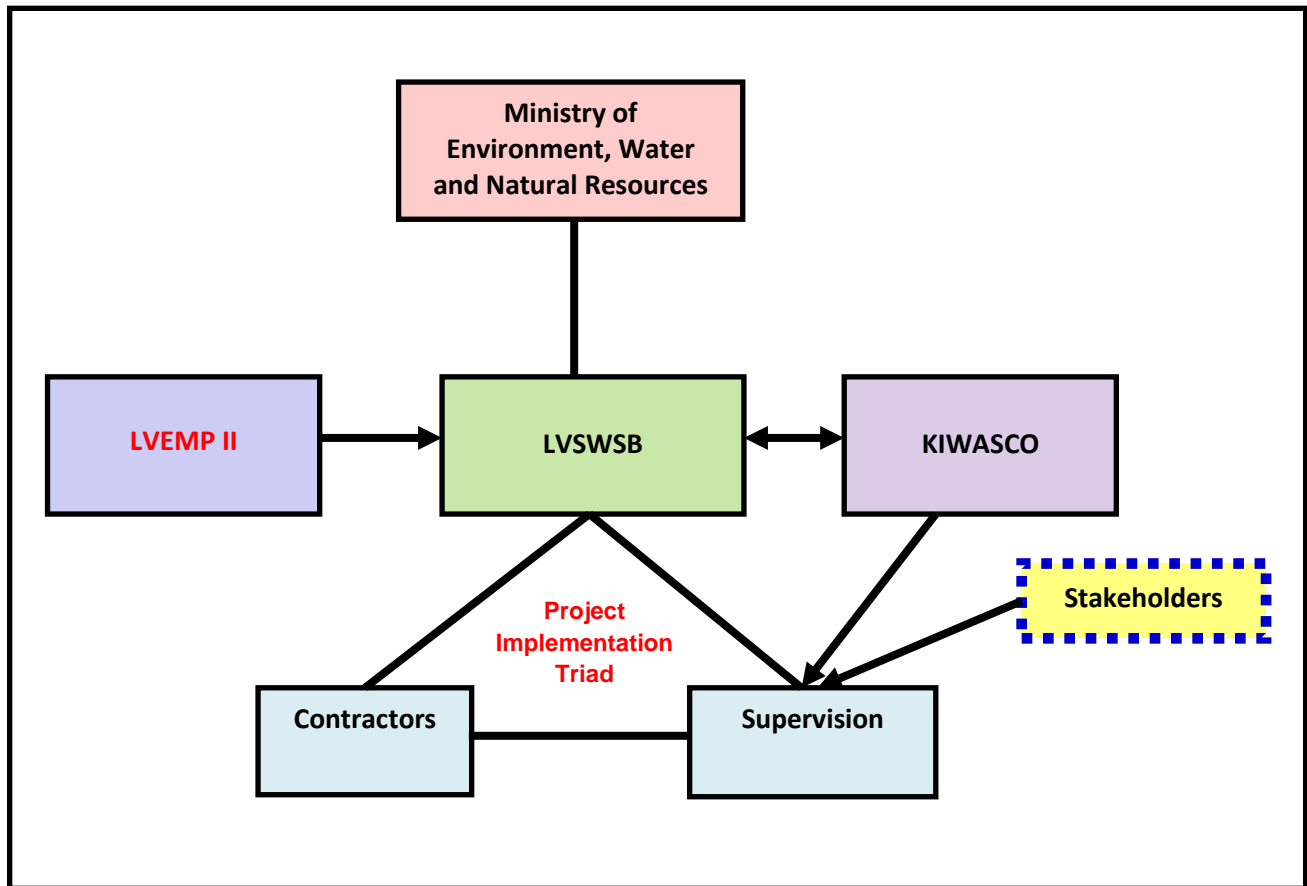 Ministry of
Environment, Water
and Natural Resources
LVEMP II
LVSWSB
KIWASCO
Stakeholders
Project
Implementation
Triad
Contractors
Supervision